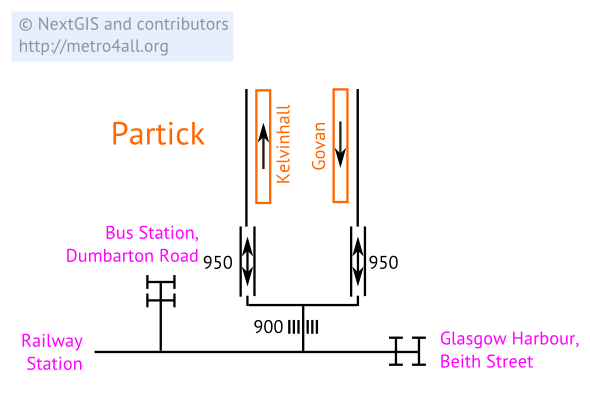 © NextGIS and contributors
http://metro4all.org
Partick
Kelvinhall
Govan
Bus Station,
Dumbarton Road
950
950
900
Railway
Station
Glasgow Harbour,
Beith Street